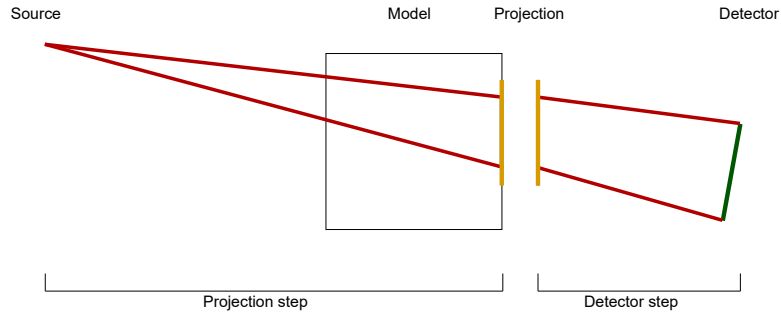 Source
Model
Projection
Detector
Projection step
Detector step